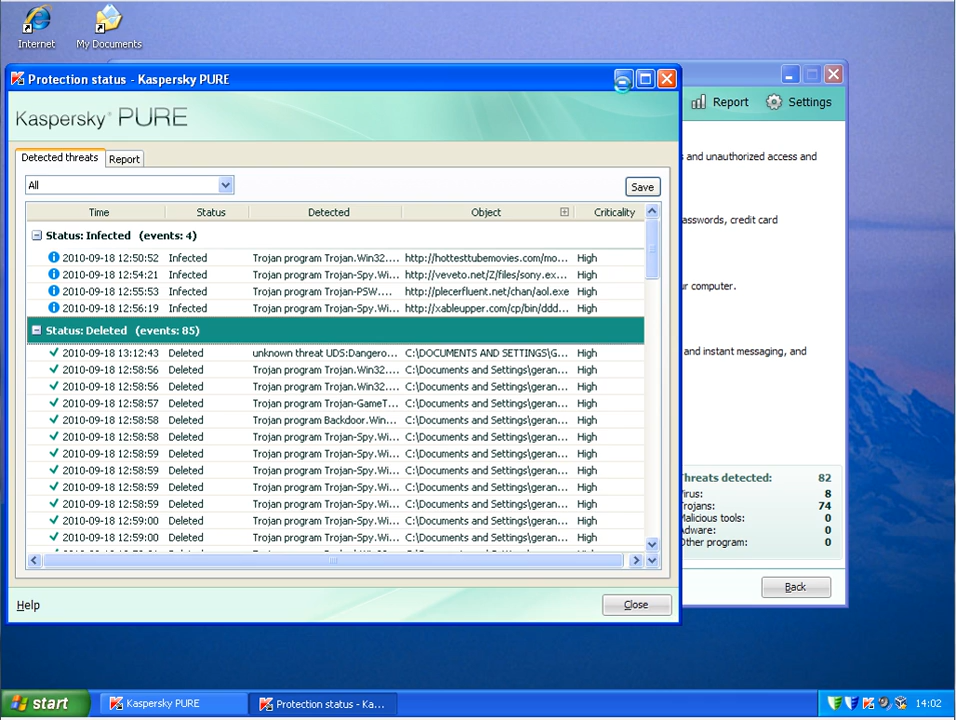 Internet
My Documents
Protection status - Kaspersky PURE
Kaspersky PURE
Report
Settings
Detected threats
Report
All
Save
Time Status Detected Object Criticality
Status: Infected (events: 4)
2010-09-18 12:50:52 Infected Trojan program Trojan.Win32.... http://hottesttubemovies.com/mo... High
2010-09-18 12:54:21 Infected Trojan program Trojan-Spy.Wi... http://veveto.net/Z/files/sony.ex... High
2010-09-18 12:55:53 Infected Trojan program Trojan-PSW.... http://plecerfluent.net/chan/aol.exe High
2010-09-18 12:56:19 Infected Trojan program Trojan-Spy.Wi... http://xableupper.com/cp/bin/ddd... High
Status: Deleted (events: 85)
2010-09-18 13:12:43 Deleted unknown threat UDS:Dangero... C:\DOCUMENTS AND SETTINGS\G... High
2010-09-18 12:58:56 Deleted Trojan program Trojan.Win32.... C:\Documents and Settings\geran... High
2010-09-18 12:58:56 Deleted Trojan program Trojan.Win32.... C:\Documents and Settings\geran... High
2010-09-18 12:58:57 Deleted Trojan program Trojan-GameT... C:\Documents and Settings\geran... High
2010-09-18 12:58:58 Deleted Trojan program Backdoor.Win... C:\Documents and Settings\geran... High
2010-09-18 12:58:58 Deleted Trojan program Trojan-Spy.Wi... C:\Documents and Settings\geran... High
2010-09-18 12:58:59 Deleted Trojan program Trojan-Spy.Wi... C:\Documents and Settings\geran... High
2010-09-18 12:58:59 Deleted Trojan program Trojan-Spy.Wi... C:\Documents and Settings\geran... High
2010-09-18 12:58:59 Deleted Trojan program Trojan-Spy.Wi... C:\Documents and Settings\geran... High
2010-09-18 12:58:59 Deleted Trojan program Trojan-Spy.Wi... C:\Documents and Settings\geran... High
2010-09-18 12:59:00 Deleted Trojan program Trojan-Spy.Wi... C:\Documents and Settings\geran... High
2010-09-18 12:59:00 Deleted Trojan program Trojan-Spy.Wi... C:\Documents and Settings\geran... High
Help
Close
s and unauthorized access and
asswords, credit card
ur computer.
and instant messaging, and
Threats detected: 82
Virus: 8
Trojans: 74
Malicious tools: 0
Adware: 0
Other program: 0
Back
start
Kaspersky PURE
Protection status - Ka...
14:02